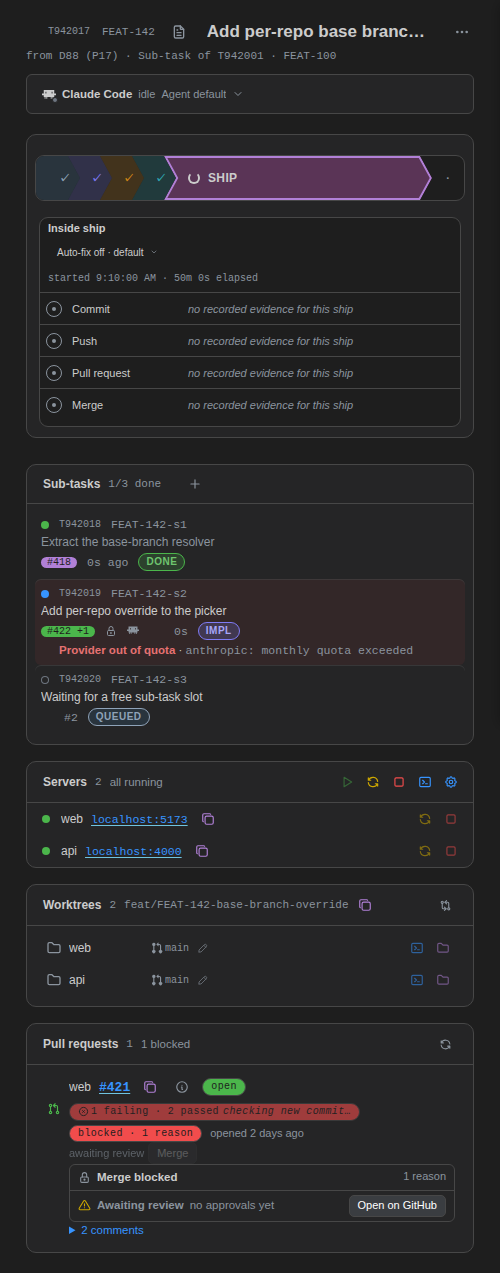 T942017 FEAT-142 Add per-repo base branc…
from D88 (P17) · Sub-task of T942001 · FEAT-100
Claude Code idle Agent default
✓ ✓ ✓ ✓ SHIP ·
Inside ship
Auto-fix off · default
started 9:10:00 AM · 50m 0s elapsed
Commit no recorded evidence for this ship
Push no recorded evidence for this ship
Pull request no recorded evidence for this ship
Merge no recorded evidence for this ship
Sub-tasks 1/3 done
T942018 FEAT-142-s1
Extract the base-branch resolver
#418 0s ago DONE
T942019 FEAT-142-s2
Add per-repo override to the picker
#422 +1 0s IMPL
Provider out of quota · anthropic: monthly quota exceeded
T942020 FEAT-142-s3
Waiting for a free sub-task slot
#2 QUEUED
Servers 2 all running
web localhost:5173
api localhost:4000
Worktrees 2 feat/FEAT-142-base-branch-override
web main
api main
Pull requests 1 1 blocked
web #421 open
1 failing · 2 passed checking new commit…
blocked · 1 reason opened 2 days ago
awaiting review Merge
Merge blocked 1 reason
Awaiting review no approvals yet Open on GitHub
2 comments